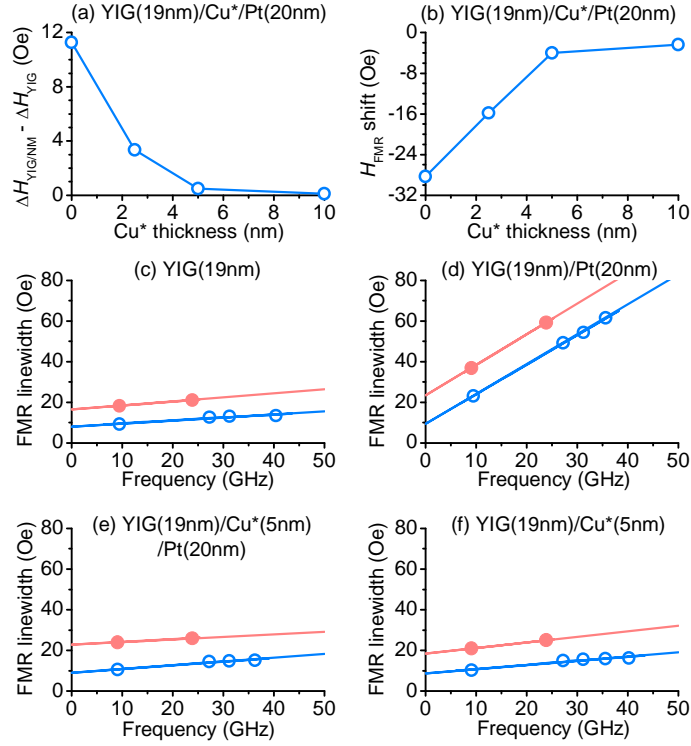 (a) YIG(19nm)/Cu*/Pt(20nm)
12
8
4
0
ΔH_YIG/NM - ΔH_YIG (Oe)
0 2 4 6 8 10
Cu* thickness (nm)
(b) YIG(19nm)/Cu*/Pt(20nm)
0
-8
-16
-24
-32
H_FMR shift (Oe)
0 2 4 6 8 10
Cu* thickness (nm)
(c) YIG(19nm)
80
60
40
20
0
FMR linewidth (Oe)
0 10 20 30 40 50
Frequency (GHz)
(d) YIG(19nm)/Pt(20nm)
80
60
40
20
0
FMR linewidth (Oe)
0 10 20 30 40 50
Frequency (GHz)
(e) YIG(19nm)/Cu*(5nm)
/Pt(20nm)
80
60
40
20
0
FMR linewidth (Oe)
0 10 20 30 40 50
Frequency (GHz)
(f) YIG(19nm)/Cu*(5nm)
80
60
40
20
0
FMR linewidth (Oe)
0 10 20 30 40 50
Frequency (GHz)